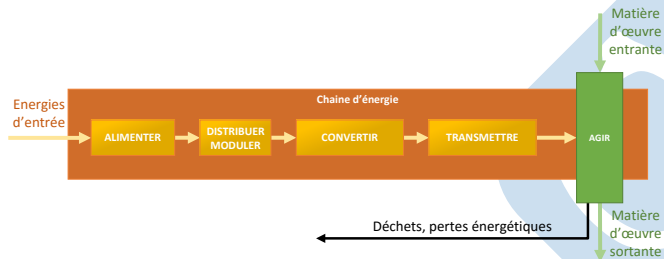 Matière
d'œuvre
entrante
Chaine d'énergie
Energies
d'entrée
ALIMENTER
DISTRIBUER
MODULER
CONVERTIR
TRANSMETTRE
AGIR
Déchets, pertes énergétiques
Matière
d'œuvre
sortante